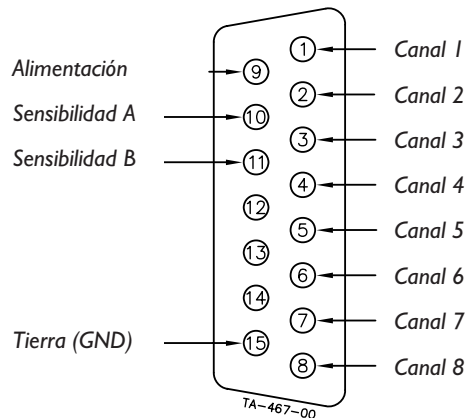 Alimentación
Sensibilidad A
Sensibilidad B
Tierra (GND)
9
10
11
12
13
14
15
1
2
3
4
5
6
7
8
Canal 1
Canal 2
Canal 3
Canal 4
Canal 5
Canal 6
Canal 7
Canal 8
TA-467-00